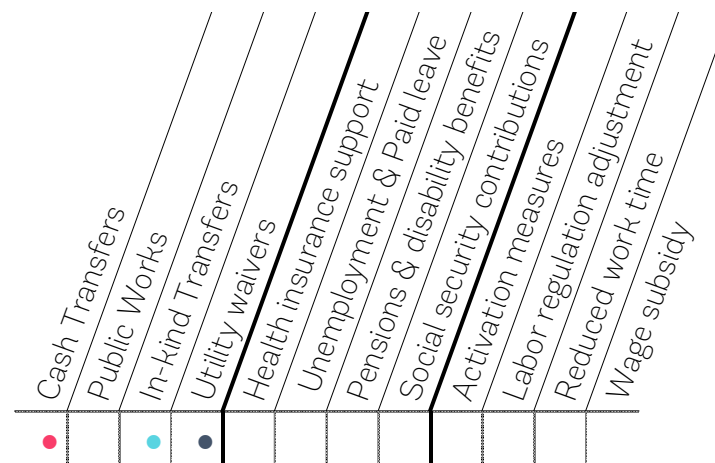 Cash Transfers
Public Works
In-kind Transfers
Utility waivers
Health insurance support
Unemployment & Paid leave
Pensions & disability benefits
Social security contributions
Activation measures
Labor regulation adjustment
Reduced work time
Wage subsidy